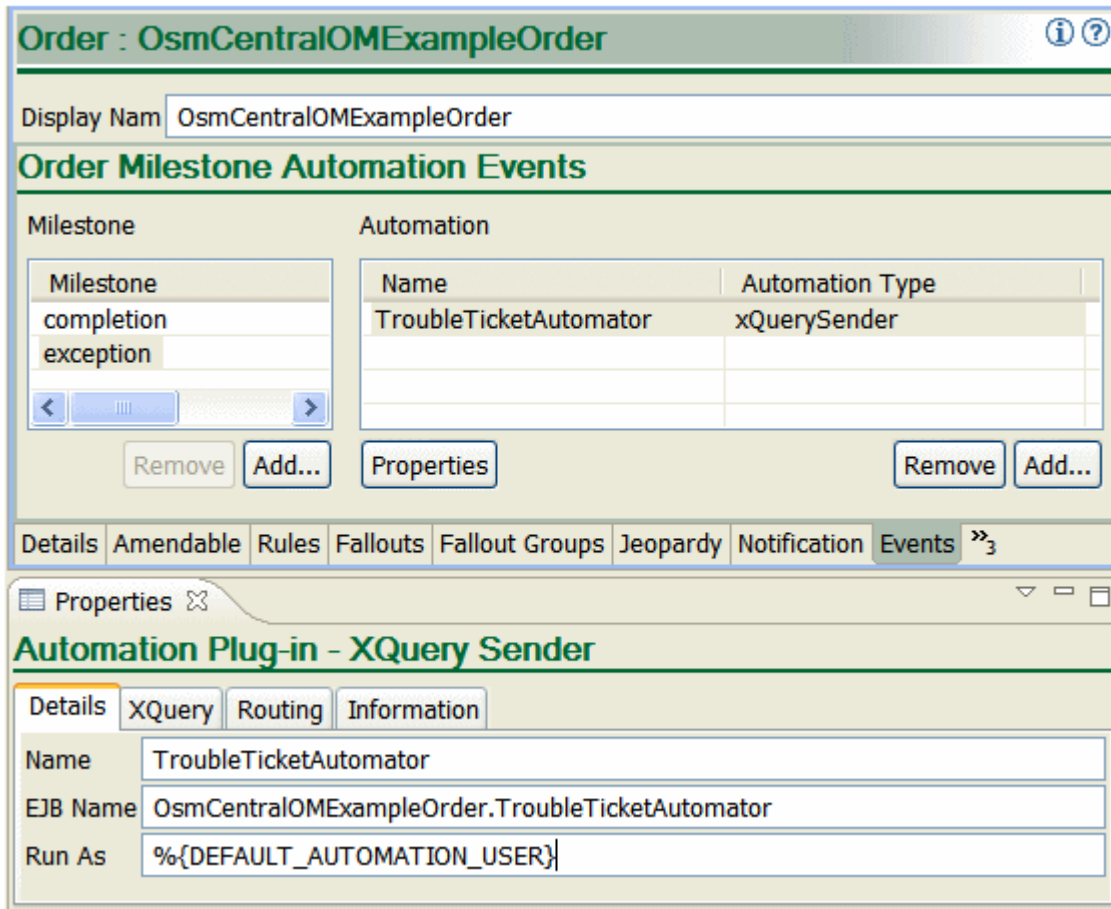 Order : OsmCentralOMExampleOrder
Display Nam OsmCentralOMExampleOrder
Order Milestone Automation Events
Milestone Automation
Milestone Name Automation Type
completion TroubleTicketAutomator xQuerySender
exception
Remove Add... Properties Remove Add...
Details Amendable Rules Fallouts Fallout Groups Jeopardy Notification Events »3
Properties
Automation Plug-in - XQuery Sender
Details XQuery Routing Information
Name TroubleTicketAutomator
EJB Name OsmCentralOMExampleOrder.TroubleTicketAutomator
Run As %{DEFAULT_AUTOMATION_USER}